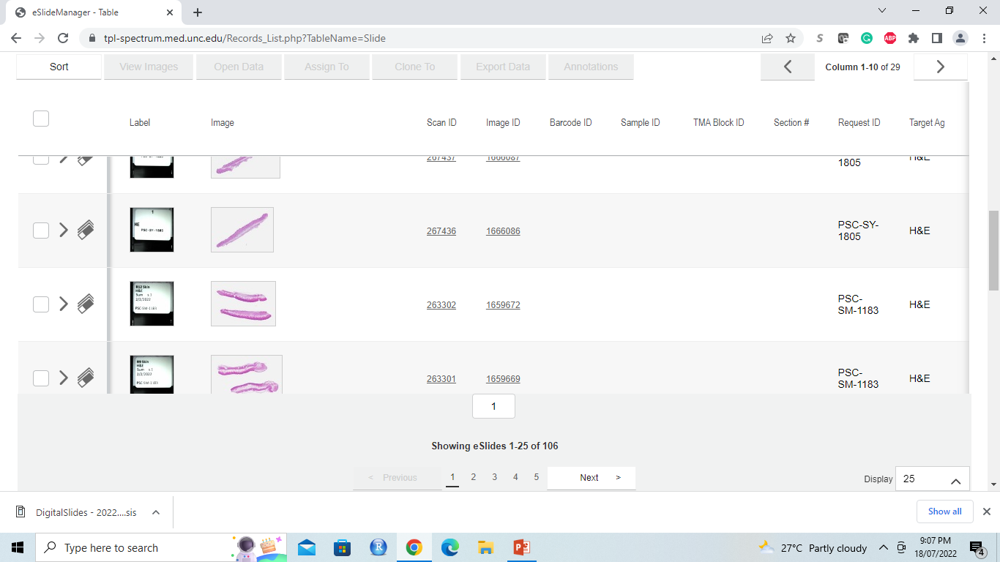 eSlideManager - Table
tpl-spectrum.med.unc.edu/Records_List.php?TableName=Slide
Sort View Images Open Data Assign To Clone To Export Data Annotations Column 1-10 of 29
Label Image Scan ID Image ID Barcode ID Sample ID TMA Block ID Section # Request ID Target Ag
267437 1666087 1805 H&E
1
HE
PSC-SY-1805
267436 1666086 PSC-SY-
1805 H&E
R12 Skin
H&E
Sum s.1
2/2/2022
PSC-SM-1183
263302 1659672 PSC-
SM-1183 H&E
R9 Skin
H&E
Sum s.1
2/2/2022
PSC-SM-1183
263301 1659669 PSC-
SM-1183 H&E
1
Showing eSlides 1-25 of 106
< Previous 1 2 3 4 5 Next >
Display 25
DigitalSlides - 2022....sis
Show all
Type here to search
27°C Partly cloudy
9:07 PM
18/07/2022
4